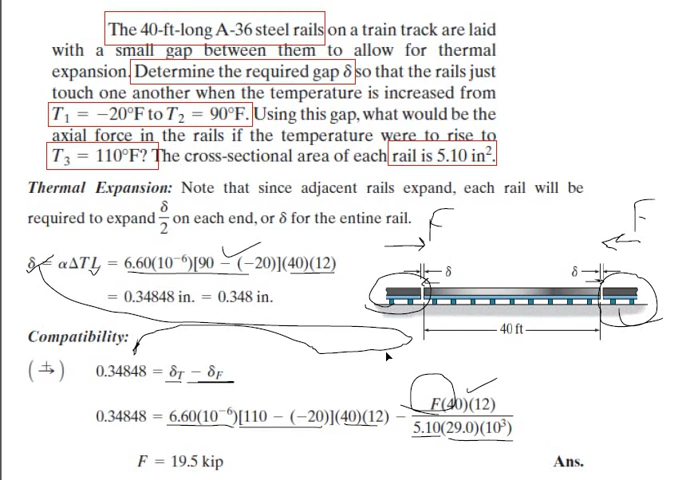 The 40-ft-long A-36 steel rails on a train track are laid
with a small gap between them to allow for thermal
expansion. Determine the required gap δ so that the rails just
touch one another when the temperature is increased from
T₁ = −20°F to T₂ = 90°F. Using this gap, what would be the
axial force in the rails if the temperature were to rise to
T₃ = 110°F? The cross-sectional area of each rail is 5.10 in².
Thermal Expansion: Note that since adjacent rails expand, each rail will be
required to expand δ/2 on each end, or δ for the entire rail.
F
F
δ = αΔTL = 6.60(10⁻⁶)[90 − (−20)](40)(12)
= 0.34848 in. = 0.348 in.
δ
δ
40 ft
Compatibility:
(⁺→) 0.34848 = δ_T − δ_F
0.34848 = 6.60(10⁻⁶)[110 − (−20)](40)(12) − F(40)(12)/5.10(29.0)(10³)
F = 19.5 kip Ans.